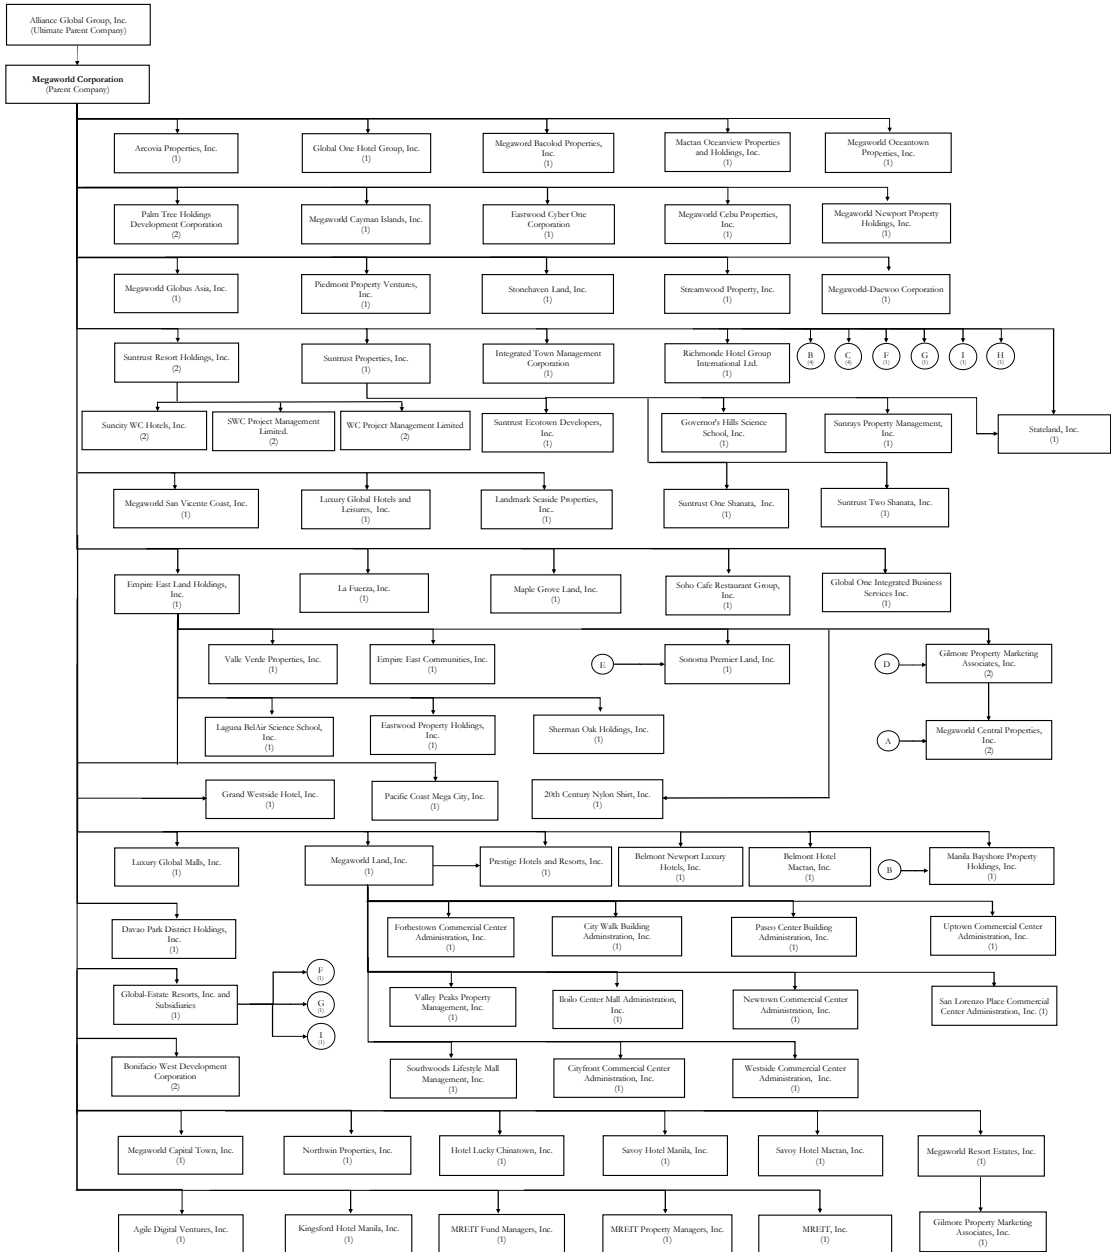 Alliance Global Group, Inc.
(Ultimate Parent Company)
Megaworld Corporation
(Parent Company)
Arcovia Properties, Inc.
(1)
Global One Hotel Group, Inc.
(1)
Megaword Bacolod Properties,
Inc.
(1)
Mactan Oceanview Properties
and Holdings, Inc.
(1)
Megaworld Oceantown
Properties, Inc.
(1)
Palm Tree Holdings
Development Corporation
(2)
Megaworld Cayman Islands, Inc.
(1)
Eastwood Cyber One
Corporation
(1)
Megaworld Cebu Properties,
Inc.
(1)
Megaworld Newport Property
Holdings, Inc.
(1)
Megaworld Globus Asia, Inc.
(1)
Piedmont Property Ventures,
Inc.
(1)
Stonehaven Land, Inc.
(1)
Streamwood Property, Inc.
(1)
Megaworld-Daewoo Corporation
(1)
Suntrust Resort Holdings, Inc.
(2)
Suntrust Properties, Inc.
(1)
Integrated Town Management
Corporation
(1)
Richmonde Hotel Group
International Ltd.
(1)
B
(4)
C
(4)
F
(1)
G
(1)
I
(1)
H
(1)
Suncity WC Hotels, Inc.
(2)
SWC Project Management
Limited.
(2)
WC Project Management Limited
(2)
Suntrust Ecotown Developers,
Inc.
(1)
Governor's Hills Science
School, Inc.
(1)
Sunrays Property Management,
Inc.
(1)
Stateland, Inc.
(1)
Megaworld San Vicente Coast, Inc.
(1)
Luxury Global Hotels and
Leisures, Inc.
(1)
Landmark Seaside Properties,
Inc..
(1)
Suntrust One Shanata, Inc.
(1)
Suntrust Two Shanata, Inc.
(1)
Empire East Land Holdings,
Inc.
(1)
La Fuerza, Inc.
(1)
Maple Grove Land, Inc.
(1)
Soho Cafe Restaurant Group,
Inc.
(1)
Global One Integrated Business
Services Inc.
(1)
Valle Verde Properties, Inc.
(1)
Empire East Communities, Inc.
(1)
E
Sonoma Premier Land, Inc.
(1)
D
Gilmore Property Marketing
Associates, Inc.
(2)
Laguna BelAir Science School,
Inc.
(1)
Eastwood Property Holdings,
Inc.
(1)
Sherman Oak Holdings, Inc.
(1)
A
Megaworld Central Properties,
Inc.
(2)
Grand Westside Hotel, Inc.
(1)
Pacific Coast Mega City, Inc.
(1)
20th Century Nylon Shirt, Inc.
(1)
Luxury Global Malls, Inc.
(1)
Megaworld Land, Inc.
(1)
Prestige Hotels and Resorts, Inc.
(1)
Belmont Newport Luxury
Hotels, Inc.
(1)
Belmont Hotel
Mactan, Inc.
(1)
B
Manila Bayshore Property
Holdings, Inc.
(1)
Davao Park District Holdings,
Inc.
(1)
Forbestown Commercial Center
Administration, Inc.
(1)
City Walk Building
Adminstration, Inc.
(1)
Paseo Center Building
Administration, Inc.
(1)
Uptown Commercial Center
Administration, Inc.
(1)
Global-Estate Resorts, Inc. and
Subsidiaries
(1)
F
(1)
G
(1)
I
(1)
Valley Peaks Property
Management, Inc.
(1)
Iloilo Center Mall Administration,
Inc.
(1)
Newtown Commercial Center
Administration, Inc.
(1)
San Lorenzo Place Commercial
Center Administration, Inc. (1)
Bonifacio West Development
Corporation
(2)
Southwoods Lifestyle Mall
Management, Inc.
(1)
Cityfront Commercial Center
Administration, Inc.
(1)
Westside Commercial Center
Administration, Inc.
(1)
Megaworld Capital Town, Inc.
(1)
Northwin Properties, Inc.
(1)
Hotel Lucky Chinatown, Inc.
(1)
Savoy Hotel Manila, Inc.
(1)
Savoy Hotel Mactan, Inc.
(1)
Megaworld Resort Estates, Inc.
(1)
Agile Digital Ventures, Inc.
(1)
Kingsford Hotel Manila, Inc.
(1)
MREIT Fund Managers, Inc.
(1)
MREIT Property Managers, Inc.
(1)
MREIT, Inc.
(1)
Gilmore Property Marketing
Associates, Inc.
(1)